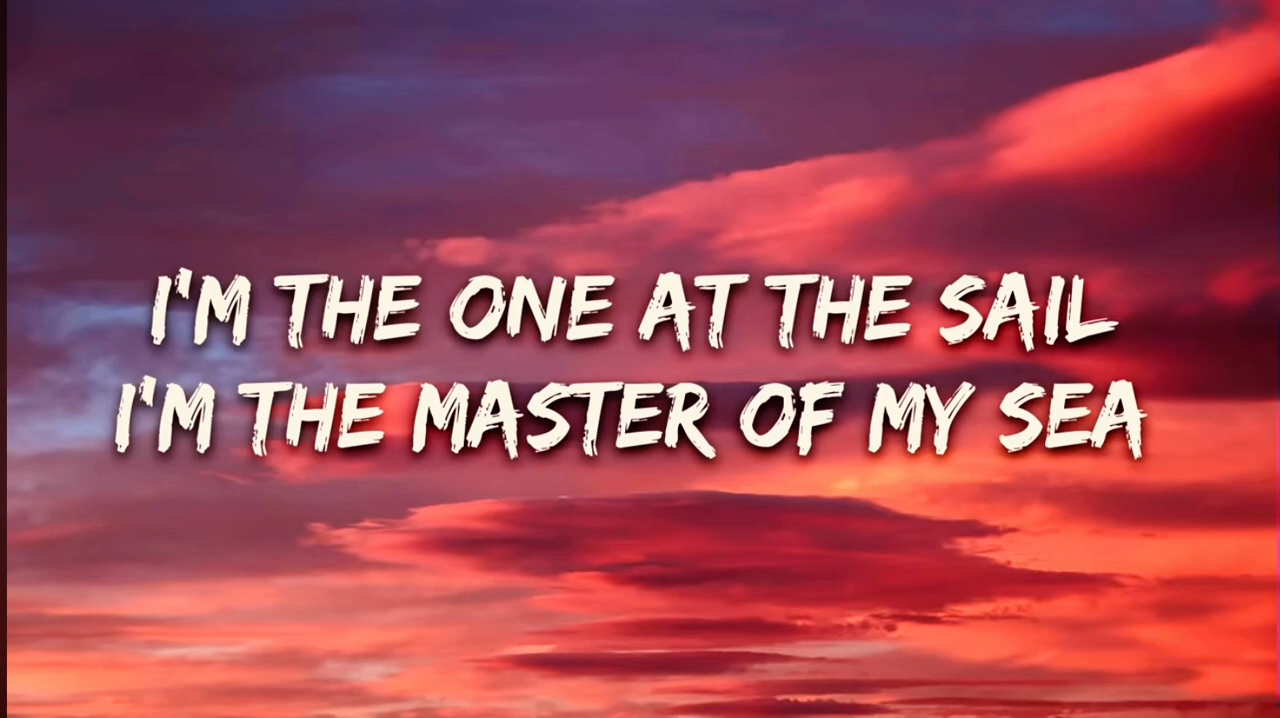 I'M THE ONE AT THE SAIL
I'M THE MASTER OF MY SEA